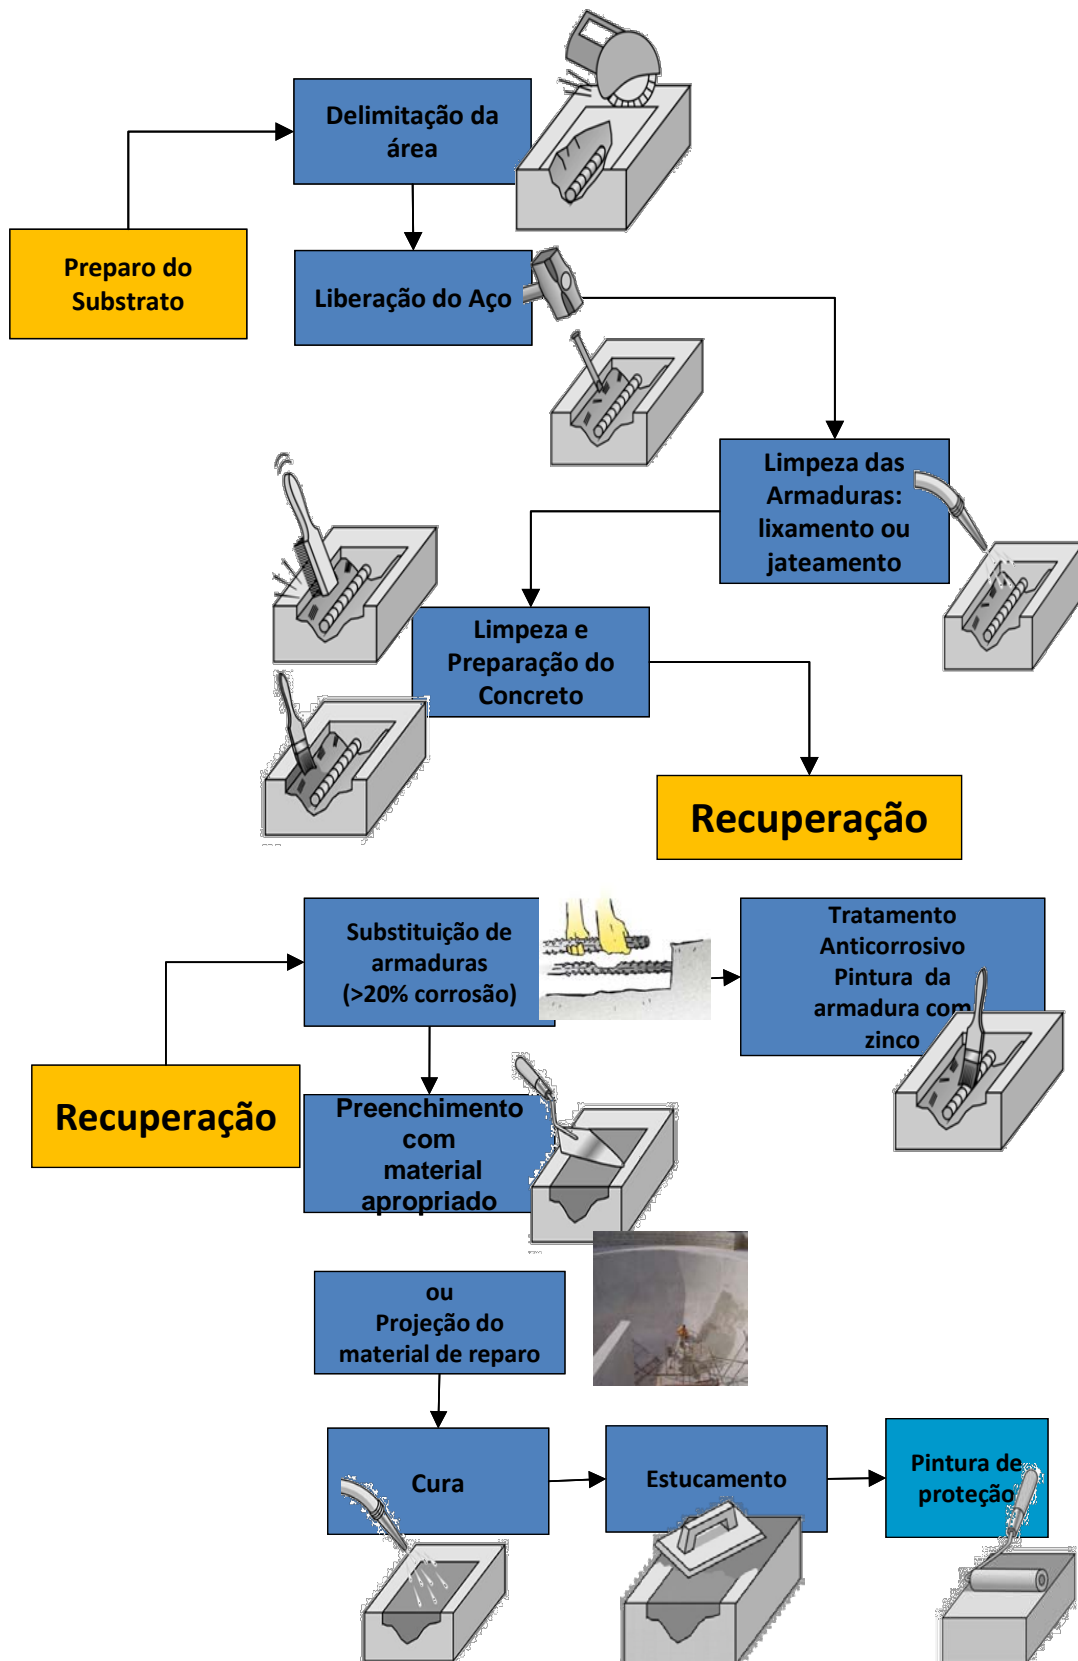 Delimitação da
área
Preparo do
Substrato
Liberação do Aço
Limpeza das
Armaduras:
lixamento ou
jateamento
Limpeza e
Preparação do
Concreto
Recuperação
Substituição de
armaduras
(>20% corrosão)
Tratamento
Anticorrosivo
Pintura da
armadura com
zinco
Recuperação
Preenchimento
com
material
apropriado
ou
Projeção do
material de reparo
Cura
Estucamento
Pintura de
proteção